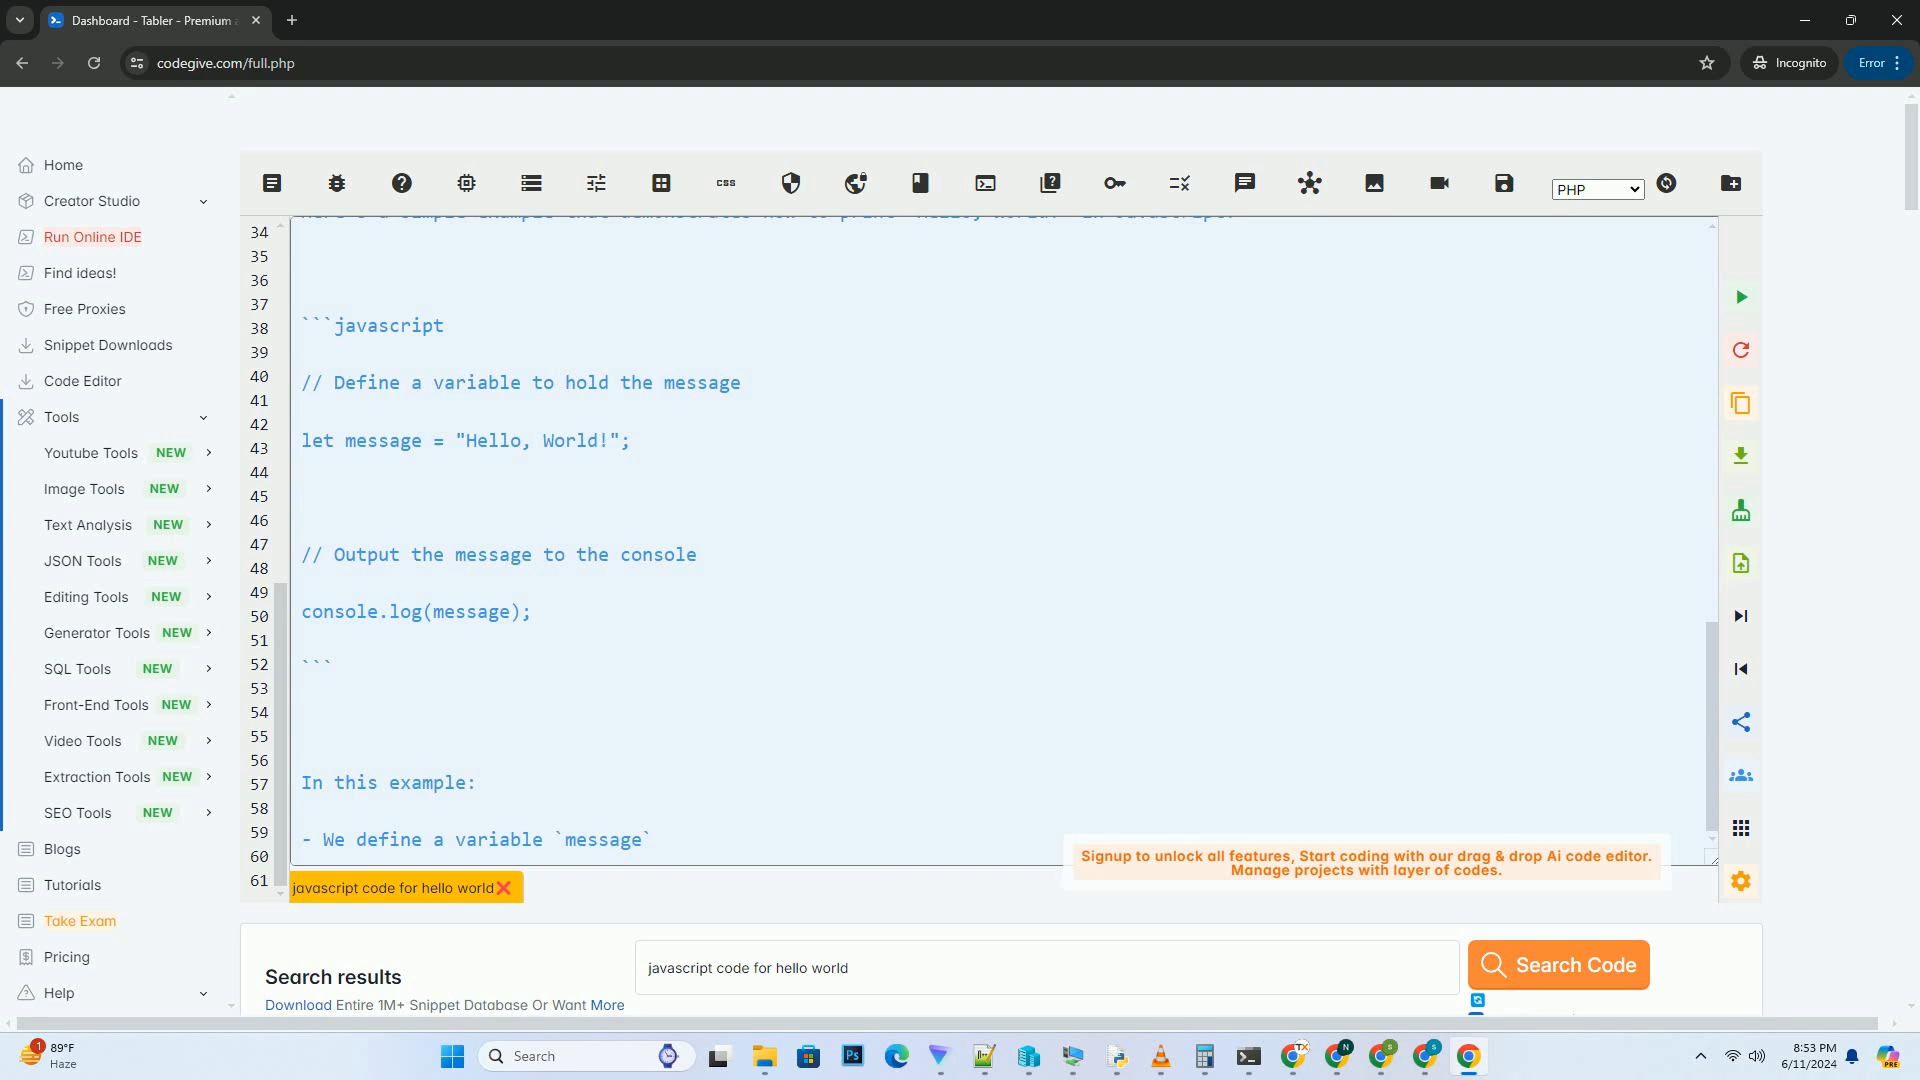 Dashboard - Tabler - Premium
codegive.com/full.php
Incognito
Error
Home
Creator Studio
Run Online IDE
Find ideas!
Free Proxies
Snippet Downloads
Code Editor
Tools
Youtube Tools NEW
Image Tools NEW
Text Analysis NEW
JSON Tools NEW
Editing Tools NEW
Generator Tools NEW
SQL Tools NEW
Front-End Tools NEW
Video Tools NEW
Extraction Tools NEW
SEO Tools NEW
Blogs
Tutorials
Take Exam
Pricing
Help
css
PHP
34
35
36
37
38
39
40
41
42
43
44
45
46
47
48
49
50
51
52
53
54
55
56
57
58
59
60
61
```javascript
// Define a variable to hold the message
let message = "Hello, World!";
// Output the message to the console
console.log(message);
```
In this example:
- We define a variable `message`
Signup to unlock all features, Start coding with our drag & drop Ai code editor.
Manage projects with layer of codes.
javascript code for hello world
Search results
Download Entire 1M+ Snippet Database Or Want More
javascript code for hello world
Search Code
1
89°F
Haze
Search
Ps
TX
N
S
S
8:53 PM
6/11/2024
PRE